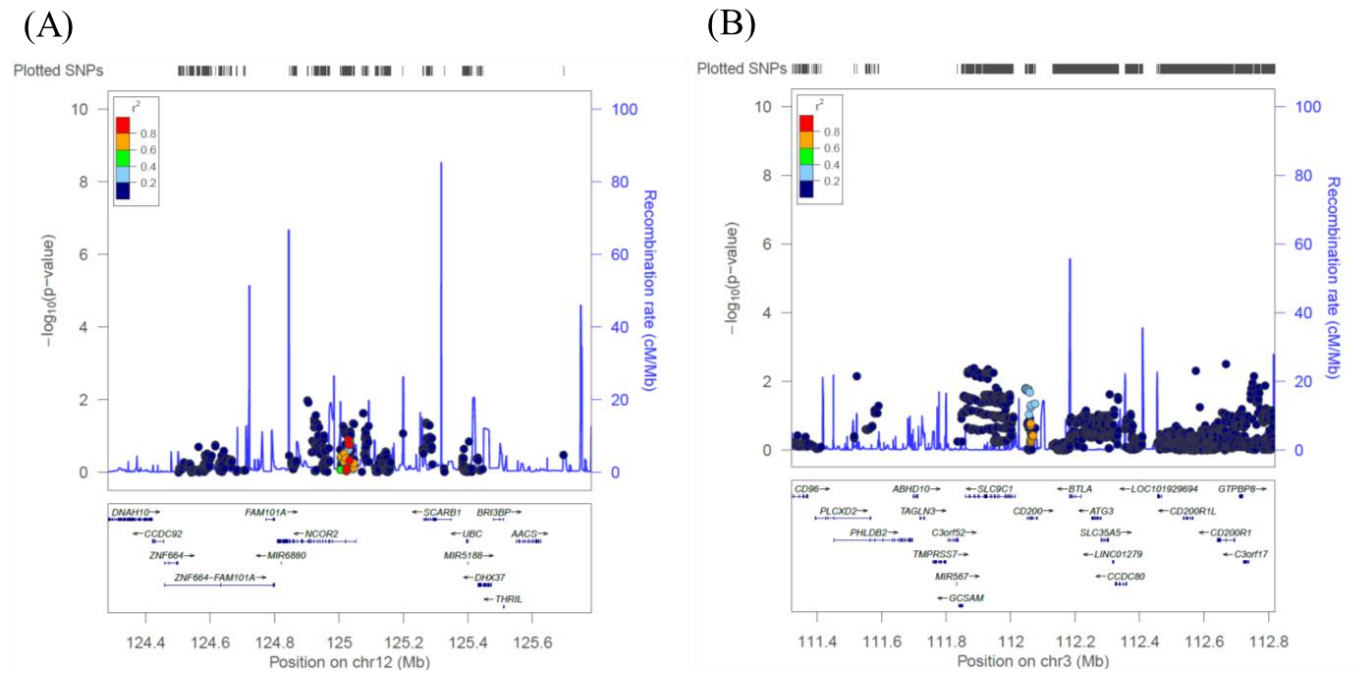 (A)
Plotted SNPs
10
8
6
4
2
0
−log10(p−value)
r2
0.8
0.6
0.4
0.2
100
80
60
40
20
0
Recombination rate (cM/Mb)
DNAH10→ FAM101A→ ←SCARB1 BRI3BP→
←CCDC92 ←NCOR2 ←UBC AACS→
ZNF664→ ←MIR6880 MIR5188→
ZNF664−FAM101A→ ←DHX37
←THRIL
124.4 124.6 124.8 125 125.2 125.4 125.6
Position on chr12 (Mb)
(B)
Plotted SNPs
10
8
6
4
2
0
−log10(p−value)
r2
0.8
0.6
0.4
0.2
100
80
60
40
20
0
Recombination rate (cM/Mb)
CD96→ ABHD10→ ←SLC9C1 ←BTLA ←LOC101929694 GTPBP8→
PLCXD2→ TAGLN3→ CD200→ ←ATG3 ←CD200R1L
PHLDB2→ C3orf52→ SLC35A5→ ←CD200R1
TMPRSS7→ ←LINC01279 ←C3orf17
MIR567→ ←CCDC80
←GCSAM
111.4 111.6 111.8 112 112.2 112.4 112.6 112.8
Position on chr3 (Mb)